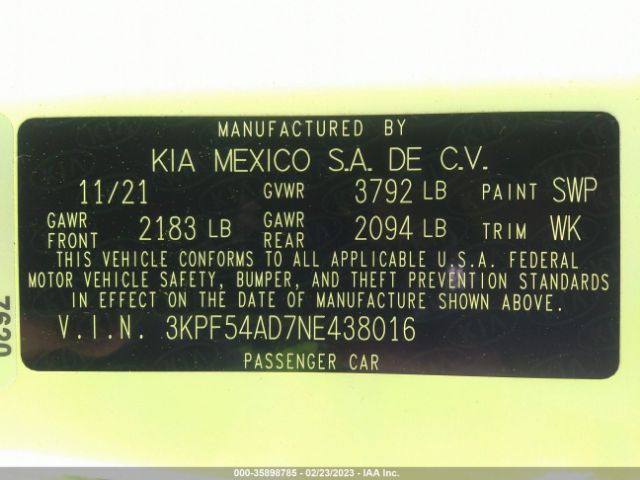 MANUFACTURED BY
KIA MEXICO S.A. DE C.V.
11/21 GVWR 3792 LB PAINT SWP
GAWR FRONT 2183 LB GAWR REAR 2094 LB TRIM WK
THIS VEHICLE CONFORMS TO ALL APPLICABLE U.S.A. FEDERAL
MOTOR VEHICLE SAFETY, BUMPER, AND THEFT PREVENTION STANDARDS
IN EFFECT ON THE DATE OF MANUFACTURE SHOWN ABOVE.
V.I.N. 3KPF54AD7NE438016
PASSENGER CAR
000-35898785 - 02/23/2023 - IAA Inc.